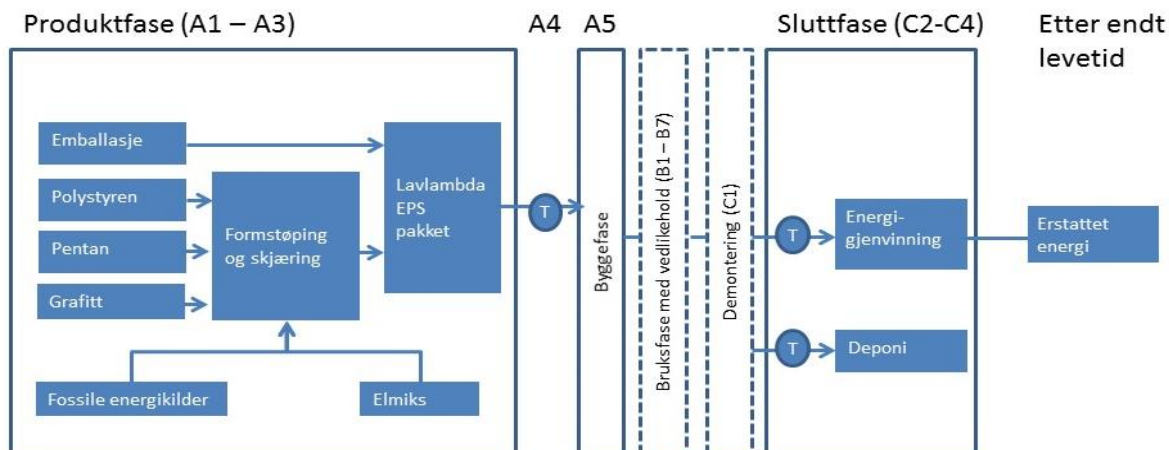 Produktfase (A1 – A3)
A4
A5
Sluttfase (C2-C4)
Etter endt
levetid
Emballasje
Polystyren
Pentan
Grafitt
Formstøping
og skjæring
Lavlambda
EPS
pakket
Fossile energikilder
Elmiks
T
Byggefase
Bruksfase med vedlikehold (B1 – B7)
Demontering (C1)
T
Energi-
gjenvinning
T
Deponi
Erstattet
energi